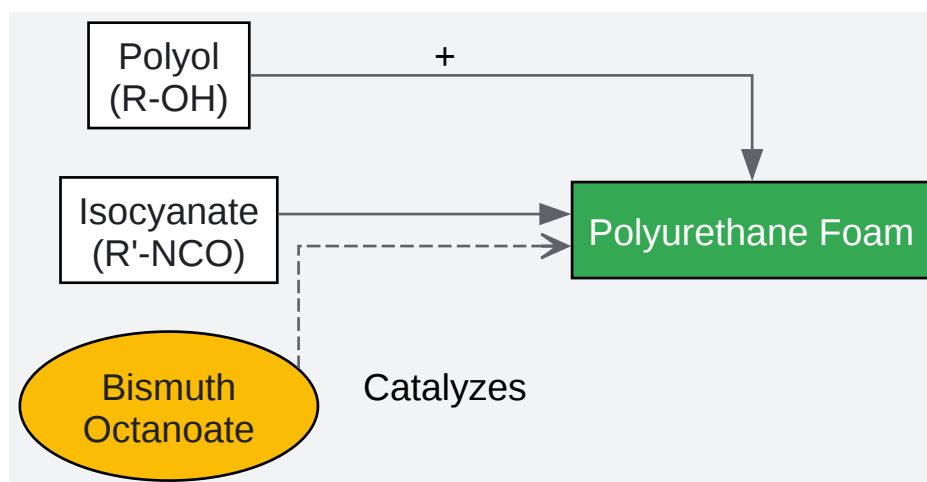 Polyol
(R-OH)
+
Isocyanate
(R'-NCO)
Polyurethane Foam
Bismuth
Octanoate
Catalyzes